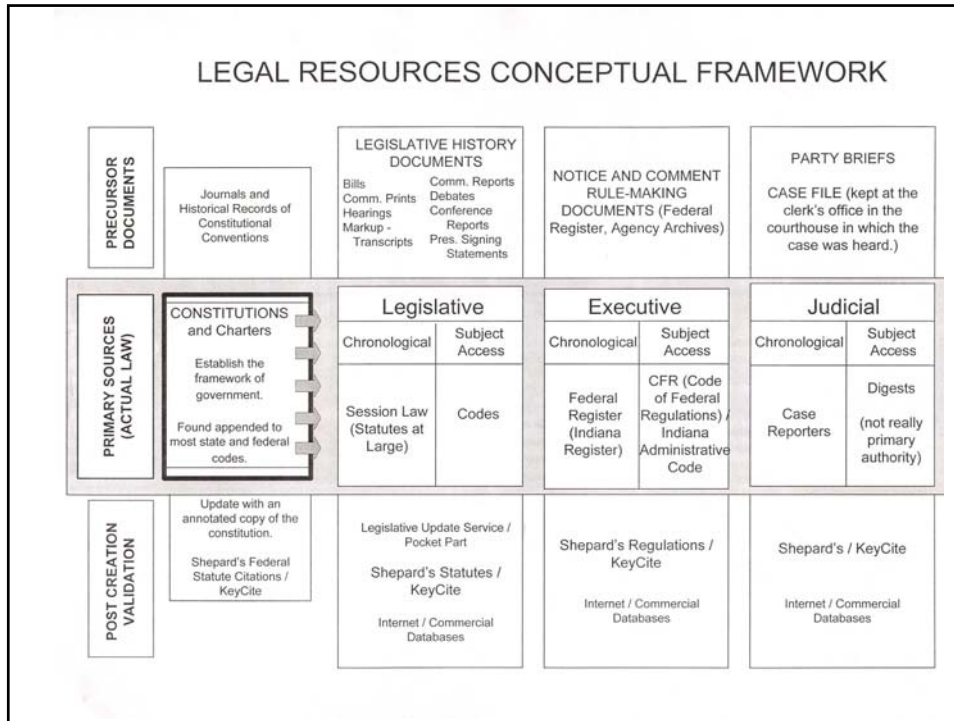 LEGAL RESOURCES CONCEPTUAL FRAMEWORK
PRECURSOR
DOCUMENTS
Journals and
Historical Records of
Constitutional
Conventions
LEGISLATIVE HISTORY
DOCUMENTS
Bills
Comm. Prints
Hearings
Markup -
Transcripts
Comm. Reports
Debates
Conference
Reports
Pres. Signing
Statements
NOTICE AND COMMENT
RULE-MAKING
DOCUMENTS (Federal
Register, Agency Archives)
PARTY BRIEFS
CASE FILE (kept at the
clerk's office in the
courthouse in which the
case was heard.)
PRIMARY SOURCES
(ACTUAL LAW)
CONSTITUTIONS
and Charters
Establish the
framework of
government.
Found appended to
most state and federal
codes.
Legislative
Chronological
Subject
Access
Session Law
(Statutes at
Large)
Codes
Executive
Chronological
Subject
Access
Federal
Register
(Indiana
Register)
CFR (Code
of Federal
Regulations) /
Indiana
Administrative
Code
Judicial
Chronological
Subject
Access
Case
Reporters
Digests
(not really
primary
authority)
POST CREATION
VALIDATION
Update with an
annotated copy of the
constitution.
Shepard's Federal
Statute Citations /
KeyCite
Legislative Update Service /
Pocket Part
Shepard's Statutes /
KeyCite
Internet / Commercial
Databases
Shepard's Regulations /
KeyCite
Internet / Commercial
Databases
Shepard's / KeyCite
Internet / Commercial
Databases